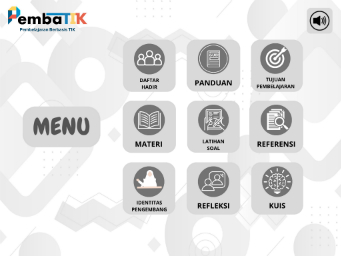 PembaTIK
Pembelajaran Berbasis TIK
MENU
DAFTAR
HADIR
PANDUAN
TUJUAN
PEMBELAJARAN
MATERI
LATIHAN
SOAL
REFERENSI
IDENTITAS
PENGEMBANG
REFLEKSI
KUIS